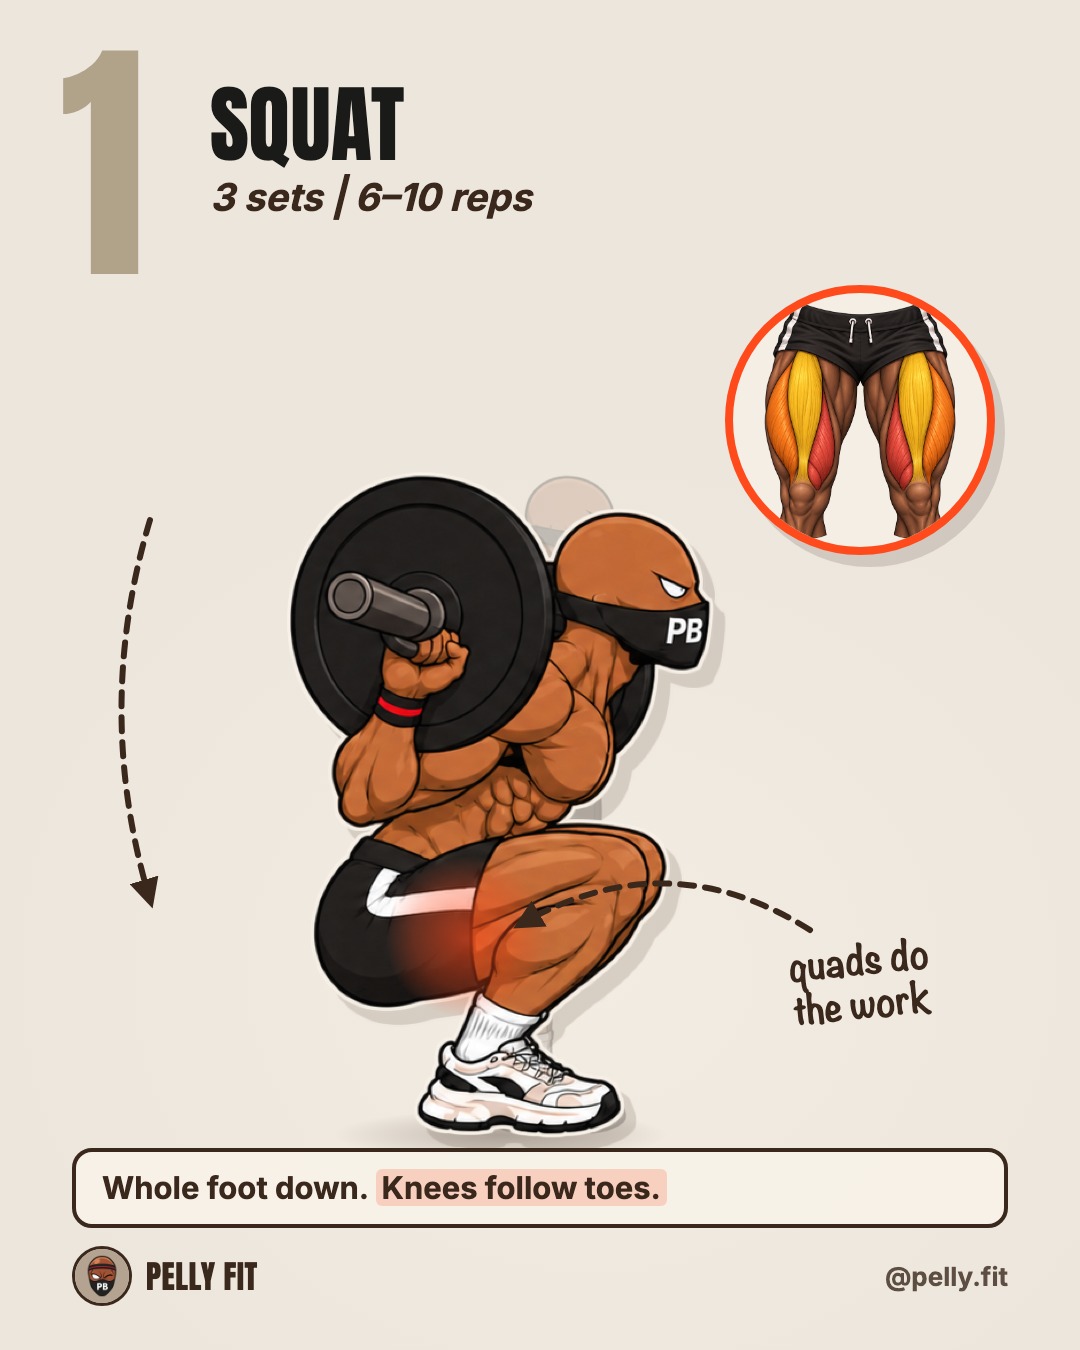 1
SQUAT
3 sets | 6–10 reps
PB
quads do
the work
Whole foot down. Knees follow toes.
PB
PELLY FIT
@pelly.fit